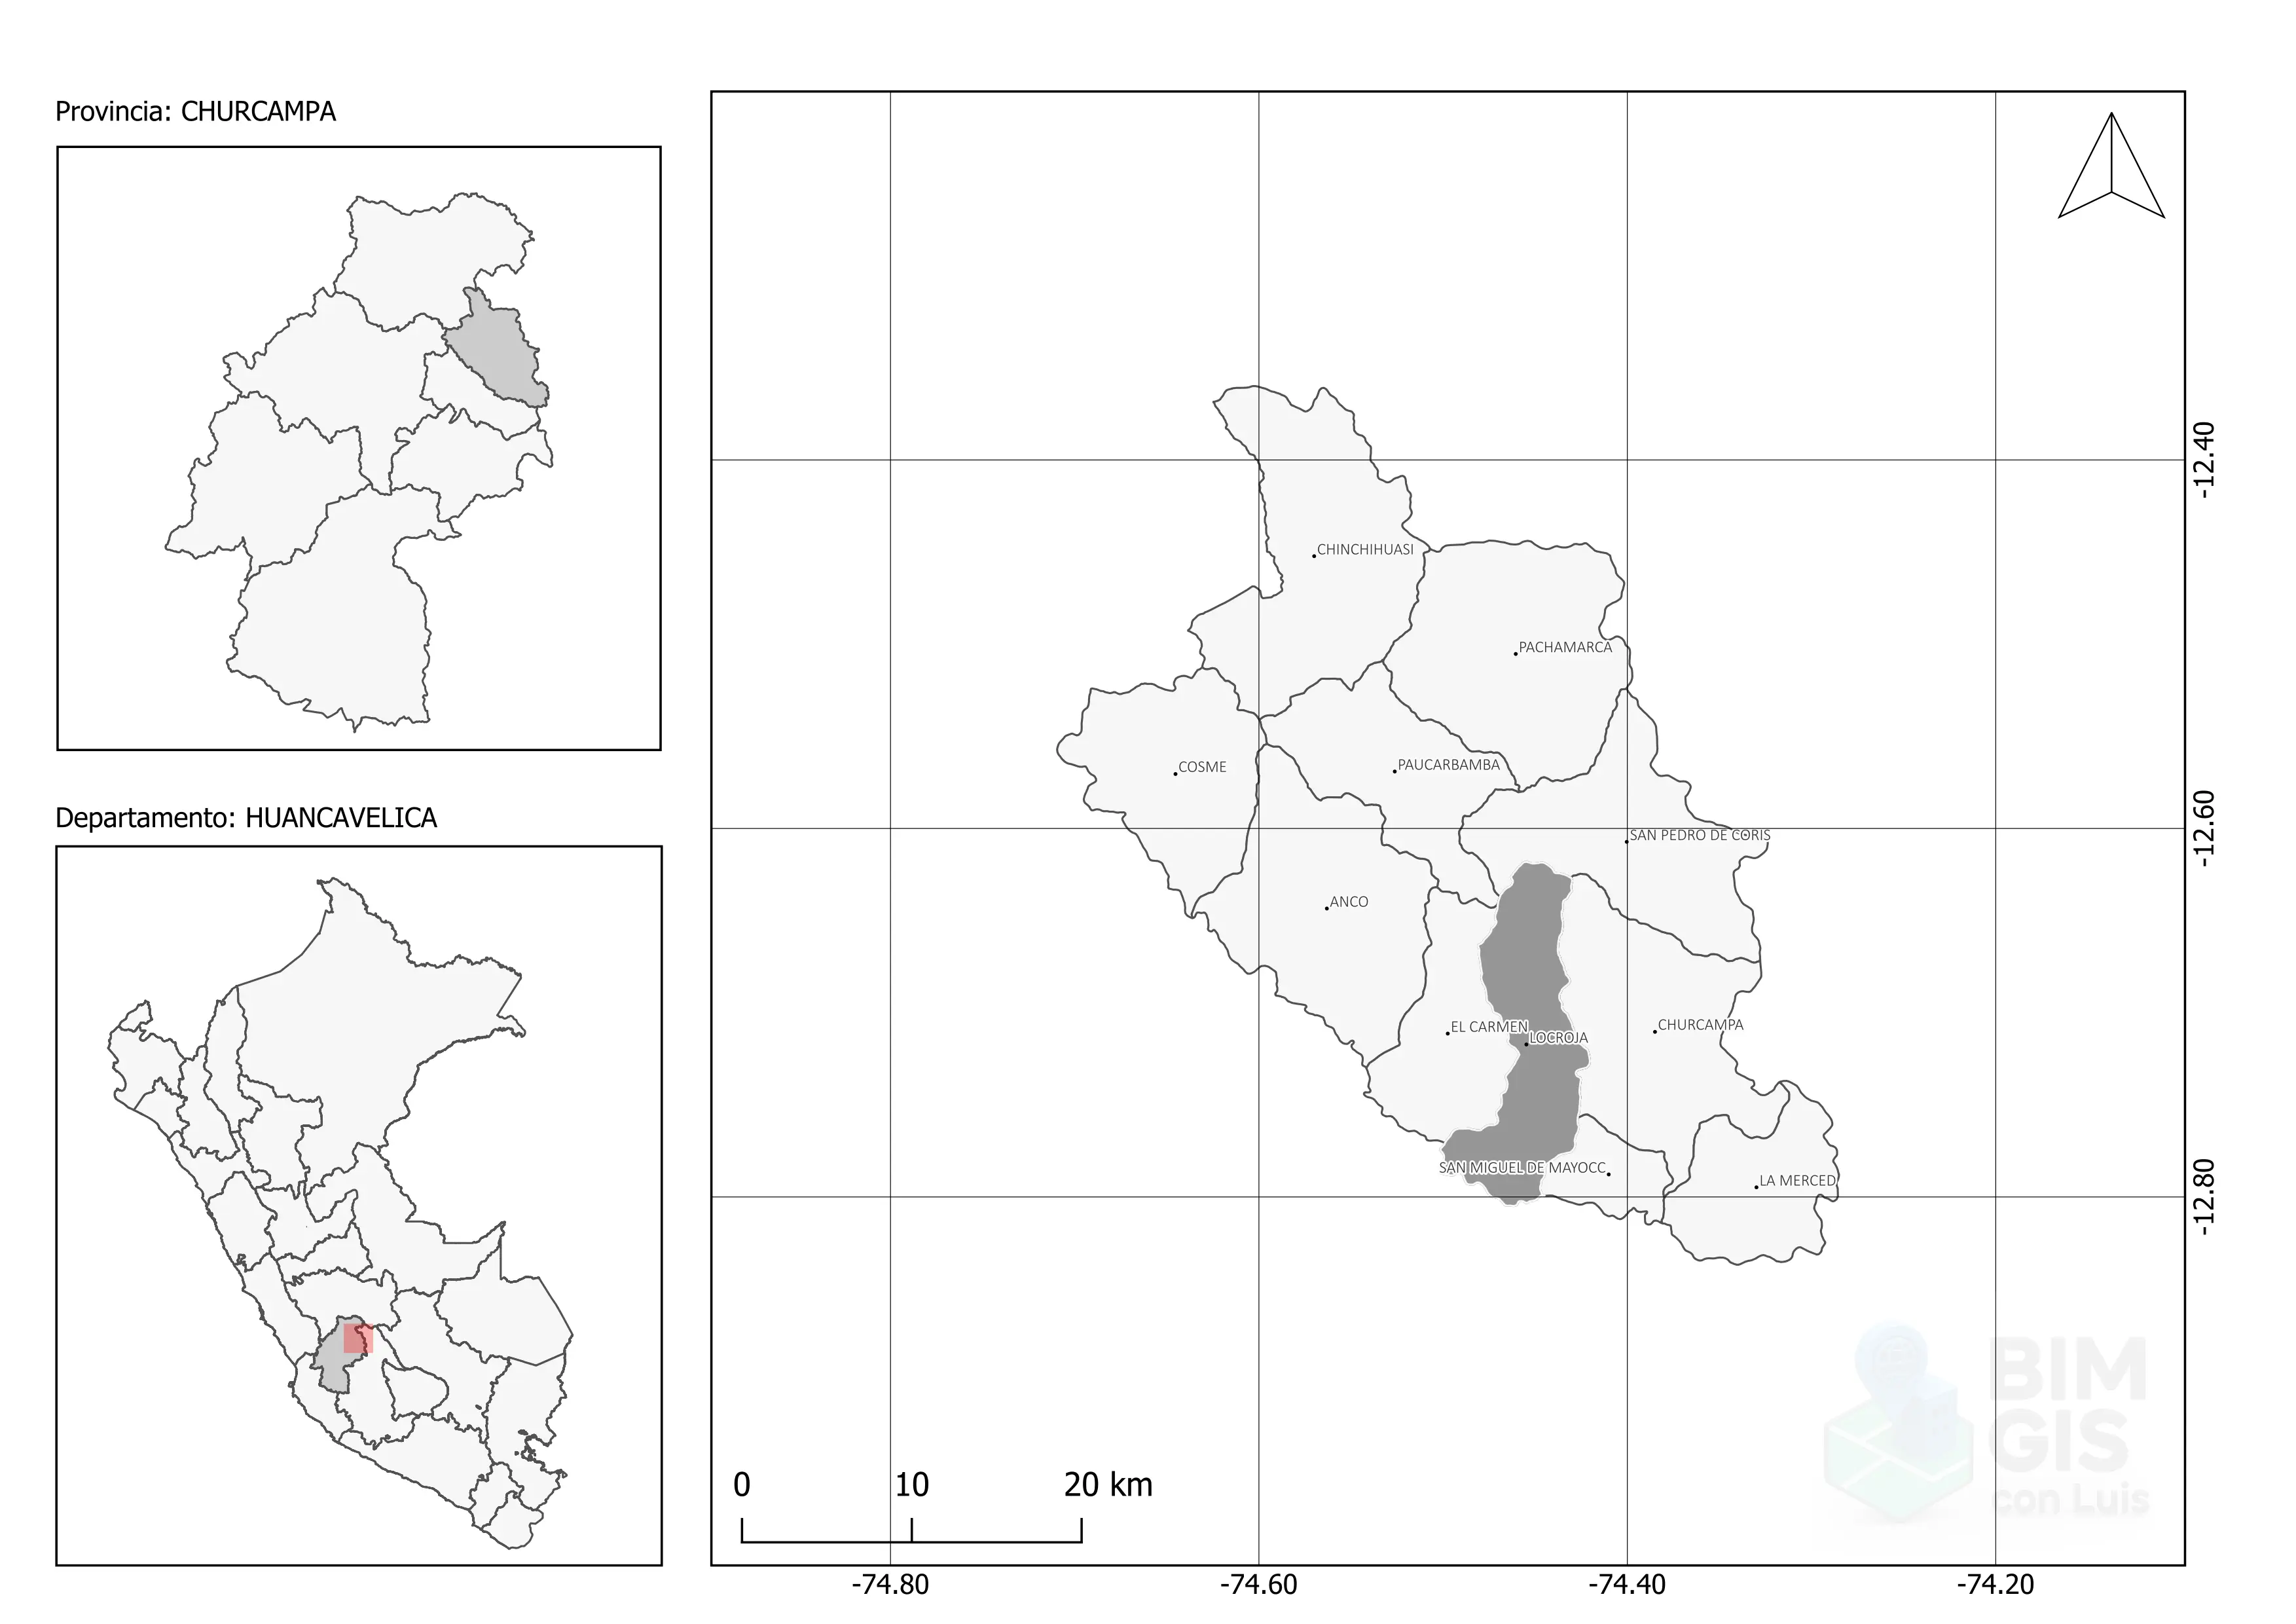 Provincia: CHURCAMPA
Departamento: HUANCAVELICA
CHINCHIHUASI
PACHAMARCA
COSME
PAUCARBAMBA
SAN PEDRO DE CORIS
ANCO
EL CARMEN
LOCROJA
CHURCAMPA
SAN MIGUEL DE MAYOCC
LA MERCED
-12.40
-12.60
-12.80
0 10 20 km
-74.80 -74.60 -74.40 -74.20
BIM
GIS
con Luis